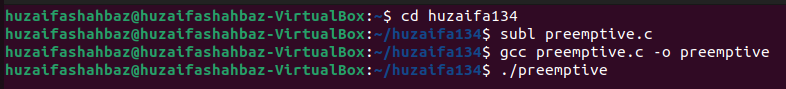 huzaifashahbaz@huzaifashahbaz-VirtualBox:~$ cd huzaifa134
huzaifashahbaz@huzaifashahbaz-VirtualBox:~/huzaifa134$ subl preemptive.c
huzaifashahbaz@huzaifashahbaz-VirtualBox:~/huzaifa134$ gcc preemptive.c -o preemptive
huzaifashahbaz@huzaifashahbaz-VirtualBox:~/huzaifa134$ ./preemptive